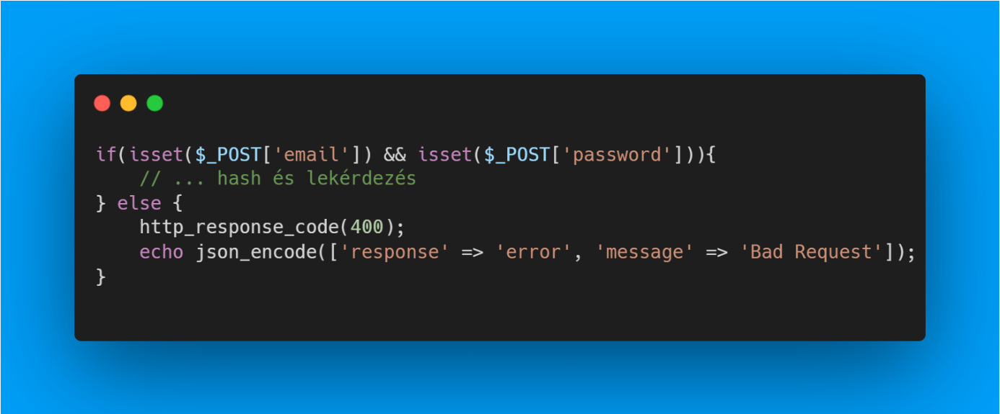 if(isset($_POST['email']) && isset($_POST['password'])){
    // ... hash és lekérdezés
} else {
    http_response_code(400);
    echo json_encode(['response' => 'error', 'message' => 'Bad Request']);
}